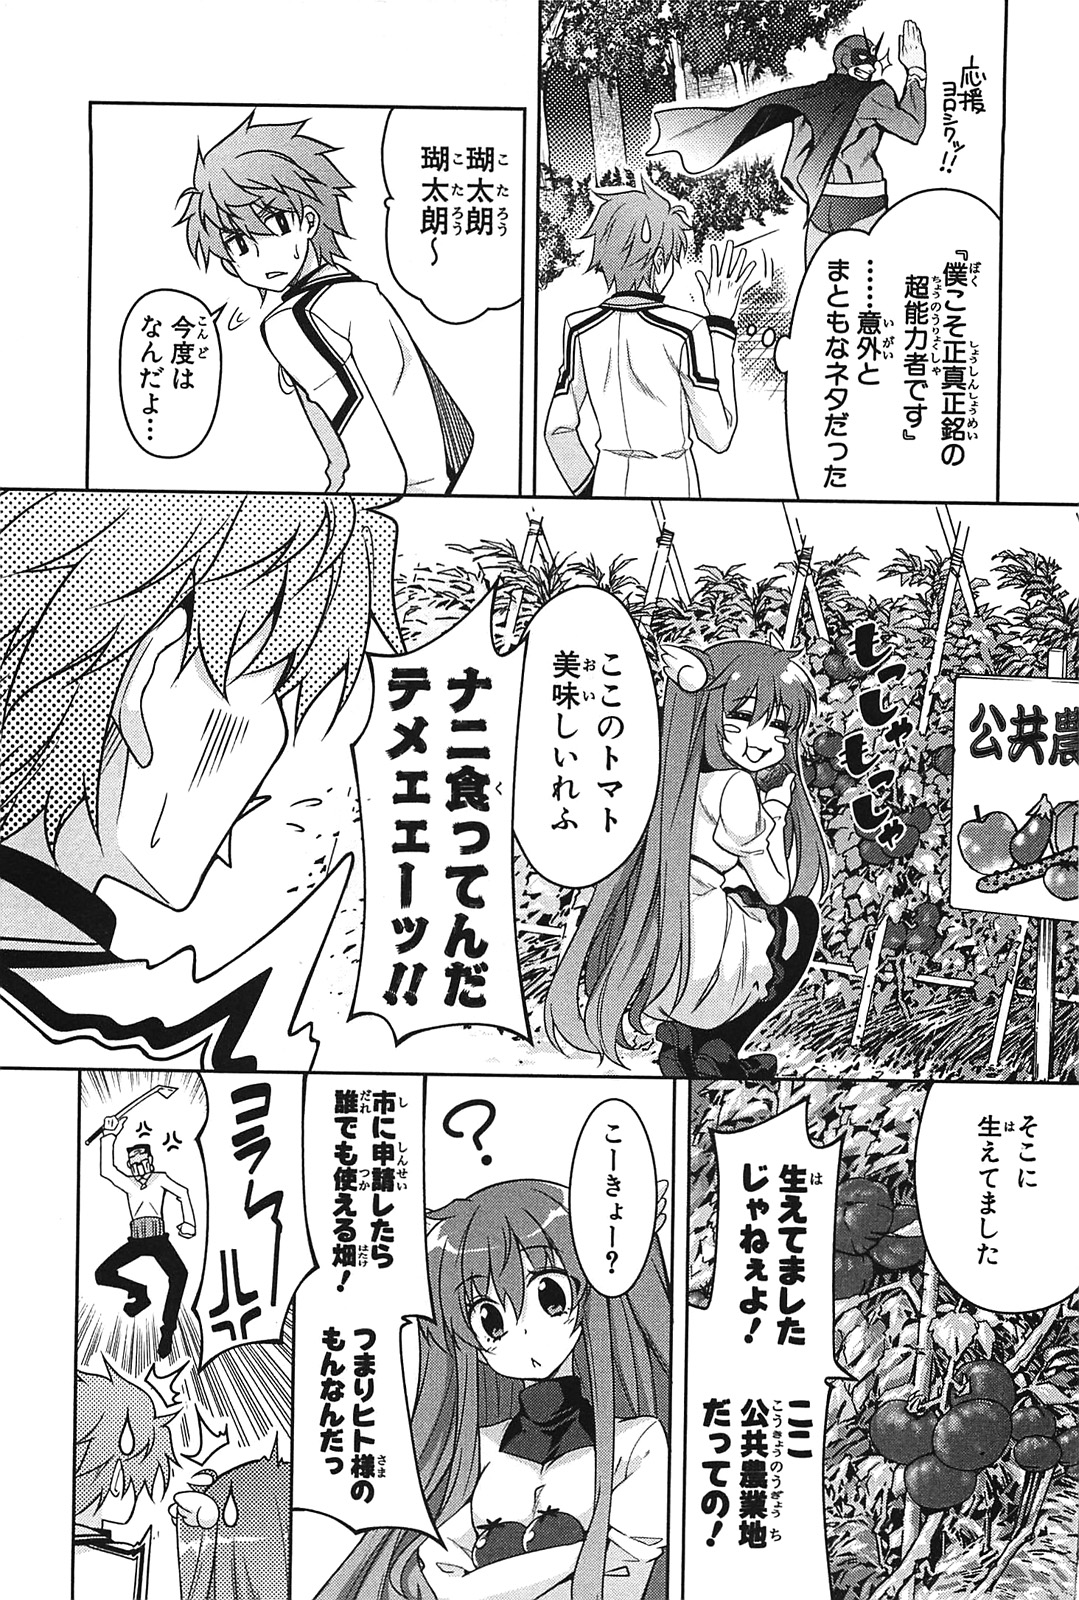 応援
ヨロシクッ!!
『僕こそ正真正銘の
超能力者です』
……意外と
まともなネタだった
瑚太朗
瑚太朗〜
今度は
なんだよ…
もっしゃもっしゃ
公共農
ここのトマト
美味しいれふ
ナニ食ってんだ
テメェェーッ!!
そこに
生えてました
生えてました
じゃねぇよ!
ここ
公共農業地
だっての!
こーきょー?
?
市に申請したら
誰でも使える畑!
つまりヒト様の
もんなんだっ
コラーッ